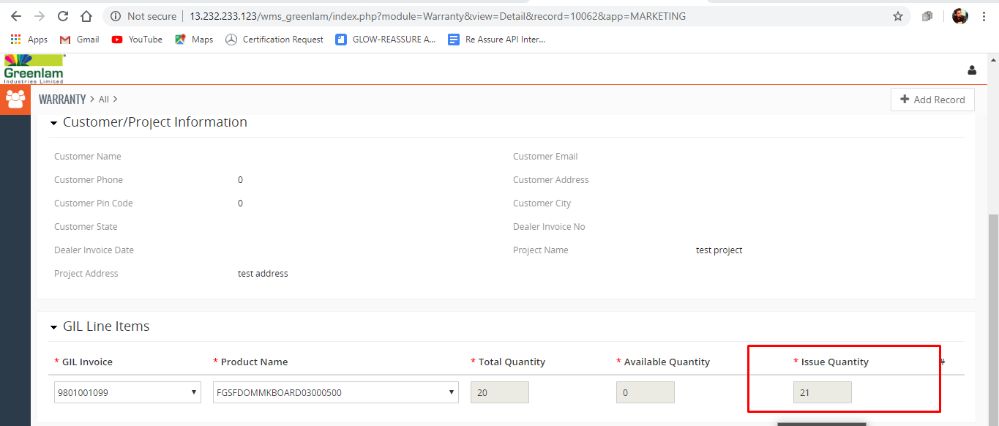 Not secure | 13.232.233.123/wms_greenlam/index.php?module=Warranty&view=Detail&record=10062&app=MARKETING
Apps Gmail YouTube Maps Certification Request GLOW-REASSURE A... Re Assure API Inter...
Greenlam
Industries Limited
WARRANTY > All > + Add Record
Customer/Project Information
Customer Name Customer Email
Customer Phone 0 Customer Address
Customer Pin Code 0 Customer City
Customer State Dealer Invoice No
Dealer Invoice Date Project Name test project
Project Address test address
GIL Line Items
* GIL Invoice * Product Name * Total Quantity * Available Quantity * Issue Quantity #
9801001099 FGSFDOMMKBOARD03000500 20 0 21